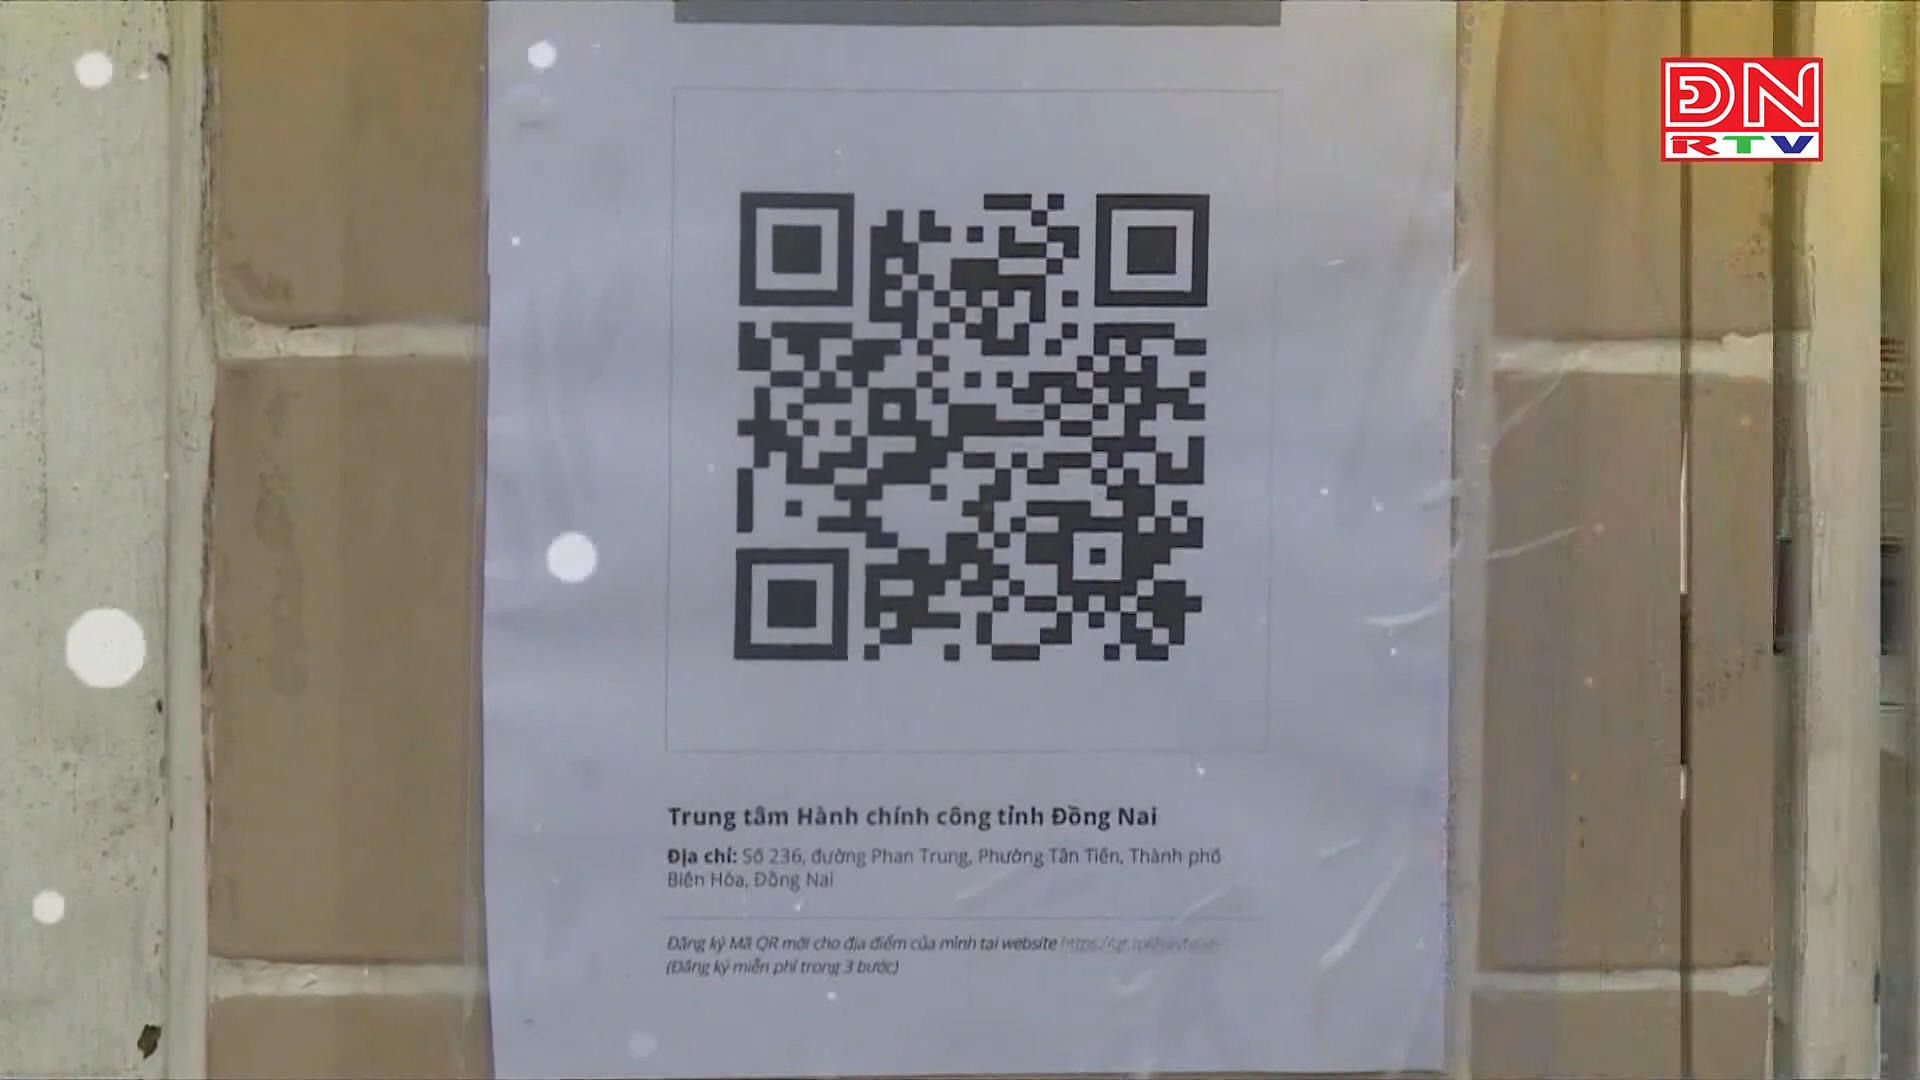 ĐN
RTV
Trung tâm Hành chính công tỉnh Đồng Nai
Địa chỉ: Số 236, đường Phan Trung, Phường Tân Tiến, Thành phố
Biên Hòa, Đồng Nai
Đăng ký Mã QR mới cho địa điểm của mình tại website
(Đăng ký miễn phí trong 3 bước)